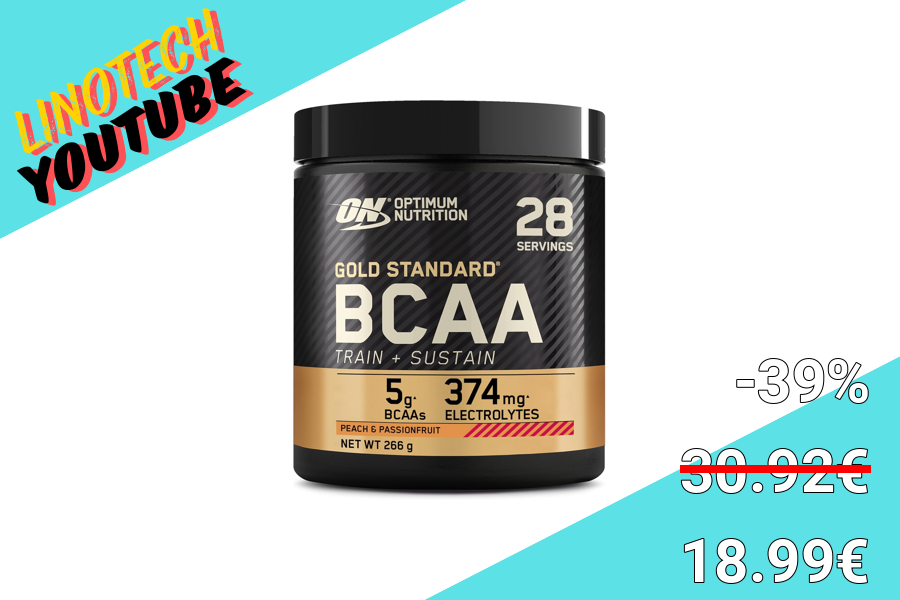 LINOTECH
YOUTUBE
ON® OPTIMUM
NUTRITION
28
SERVINGS
GOLD STANDARD®
BCAA
TRAIN + SUSTAIN
5g* 374mg*
BCAAs ELECTROLYTES
PEACH & PASSIONFRUIT
NET WT 266 g
-39%
30.92€
18.99€